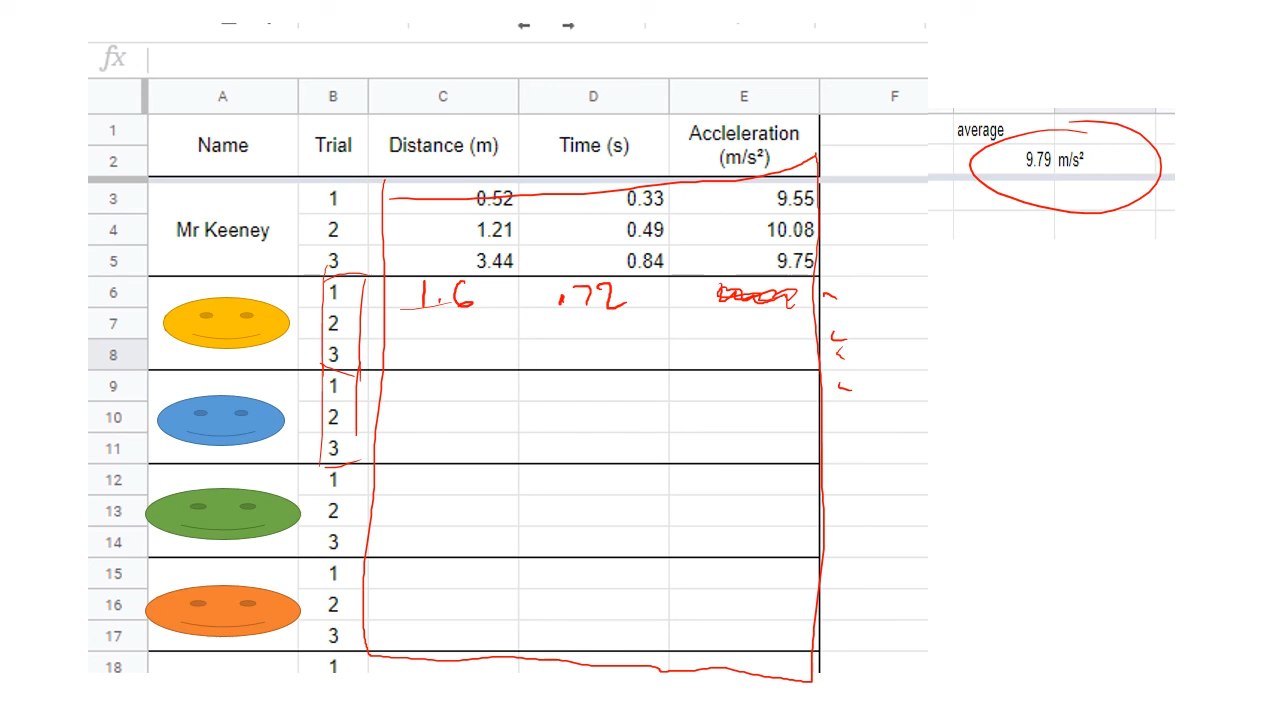 fx
A B C D E F
1 Name Trial Distance (m) Time (s) Accleleration average
2 (m/s²) 9.79 m/s²
3 1 0.52 0.33 9.55
4 Mr Keeney 2 1.21 0.49 10.08
5 3 3.44 0.84 9.75
6 1 1.6 .72
7 2
8 3
9 1
10 2
11 3
12 1
13 2
14 3
15 1
16 2
17 3
18 1